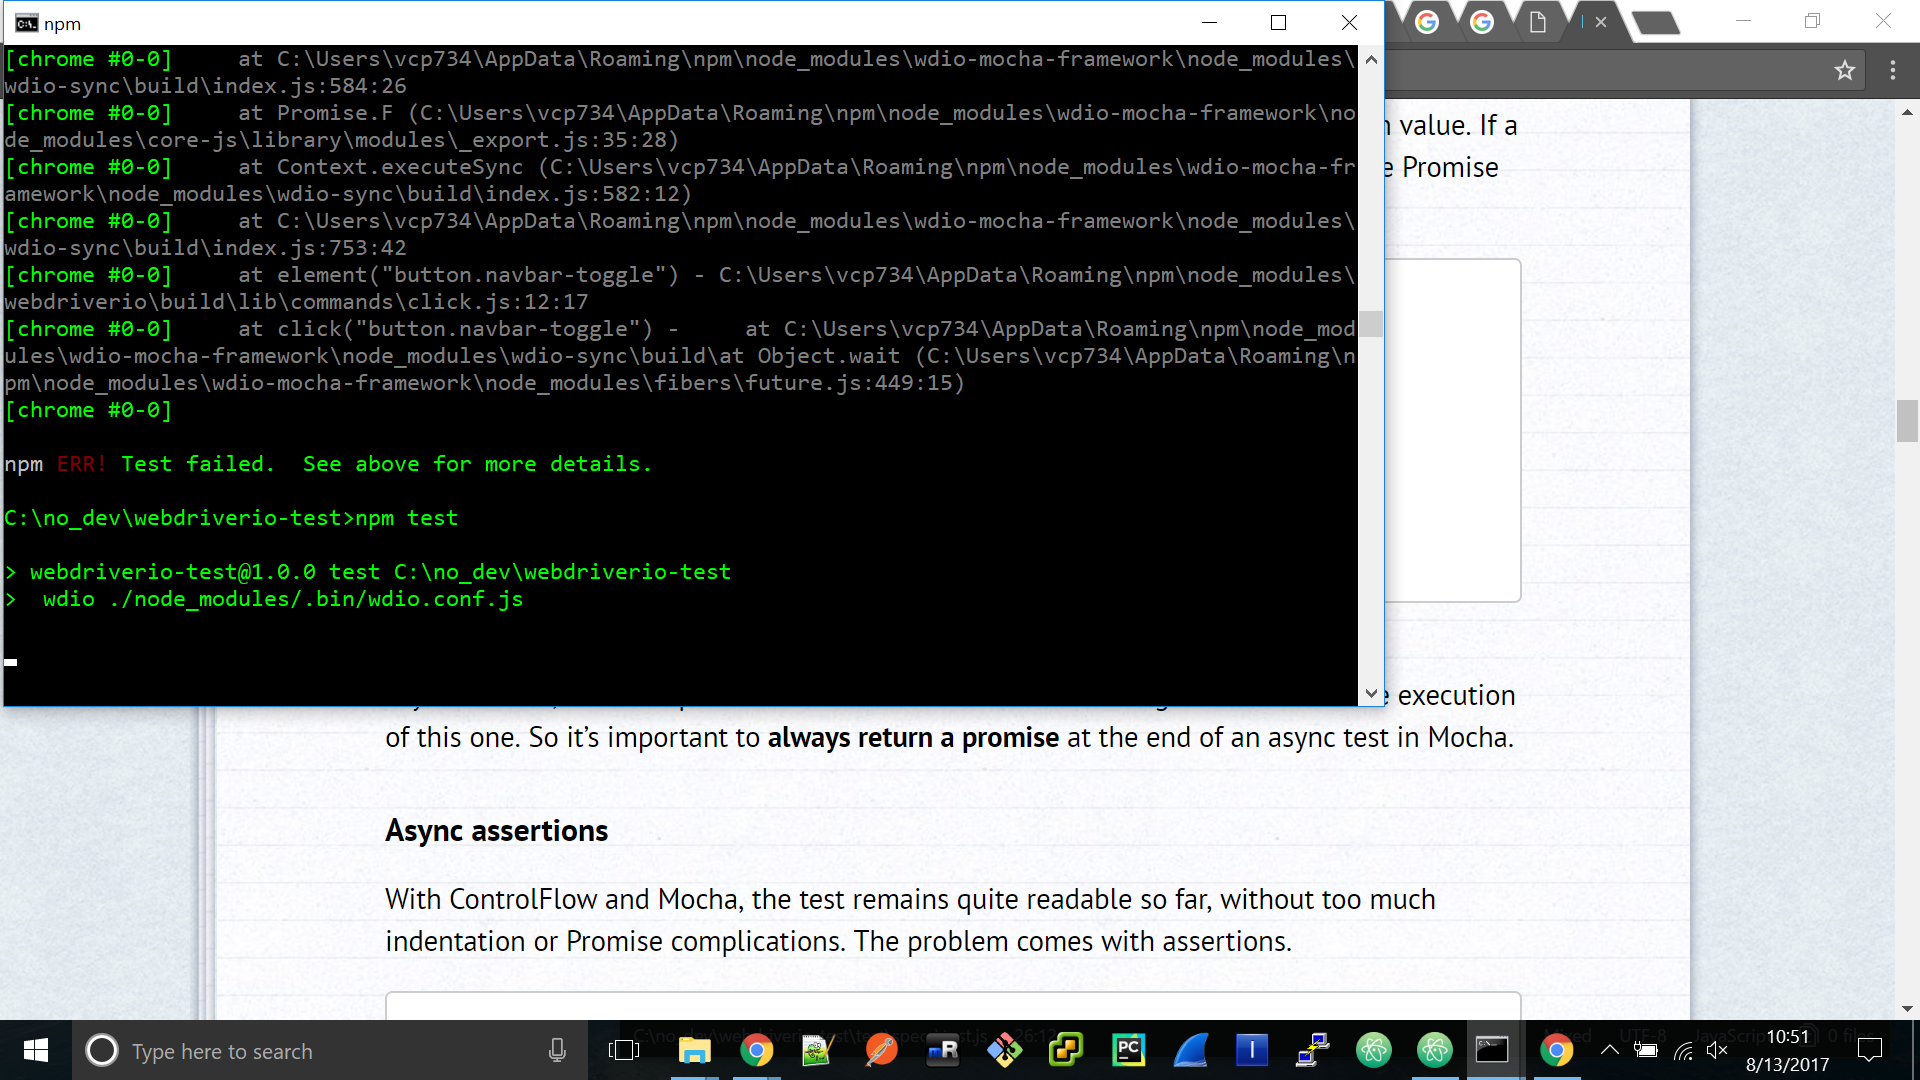 npm
[chrome #0-0]     at C:\Users\vcp734\AppData\Roaming\npm\node_modules\wdio-mocha-framework\node_modules\
wdio-sync\build\index.js:584:26
[chrome #0-0]     at Promise.F (C:\Users\vcp734\AppData\Roaming\npm\node_modules\wdio-mocha-framework\no
de_modules\core-js\library\modules\_export.js:35:28)
[chrome #0-0]     at Context.executeSync (C:\Users\vcp734\AppData\Roaming\npm\node_modules\wdio-mocha-fr
amework\node_modules\wdio-sync\build\index.js:582:12)
[chrome #0-0]     at C:\Users\vcp734\AppData\Roaming\npm\node_modules\wdio-mocha-framework\node_modules\
wdio-sync\build\index.js:753:42
[chrome #0-0]     at element("button.navbar-toggle") - C:\Users\vcp734\AppData\Roaming\npm\node_modules\
webdriverio\build\lib\commands\click.js:12:17
[chrome #0-0]     at click("button.navbar-toggle") -     at C:\Users\vcp734\AppData\Roaming\npm\node_mod
ules\wdio-mocha-framework\node_modules\wdio-sync\build\at Object.wait (C:\Users\vcp734\AppData\Roaming\n
pm\node_modules\wdio-mocha-framework\node_modules\fibers\future.js:449:15)
[chrome #0-0]
npm ERR! Test failed.  See above for more details.
C:\no_dev\webdriverio-test>npm test
> webdriverio-test@1.0.0 test C:\no_dev\webdriverio-test
>  wdio ./node_modules/.bin/wdio.conf.js
value. If a
Promise
execution
of this one. So it’s important to always return a promise at the end of an async test in Mocha.
Async assertions
With ControlFlow and Mocha, the test remains quite readable so far, without too much
indentation or Promise complications. The problem comes with assertions.
Type here to search
UTF-8
0 files
10:51
8/13/2017